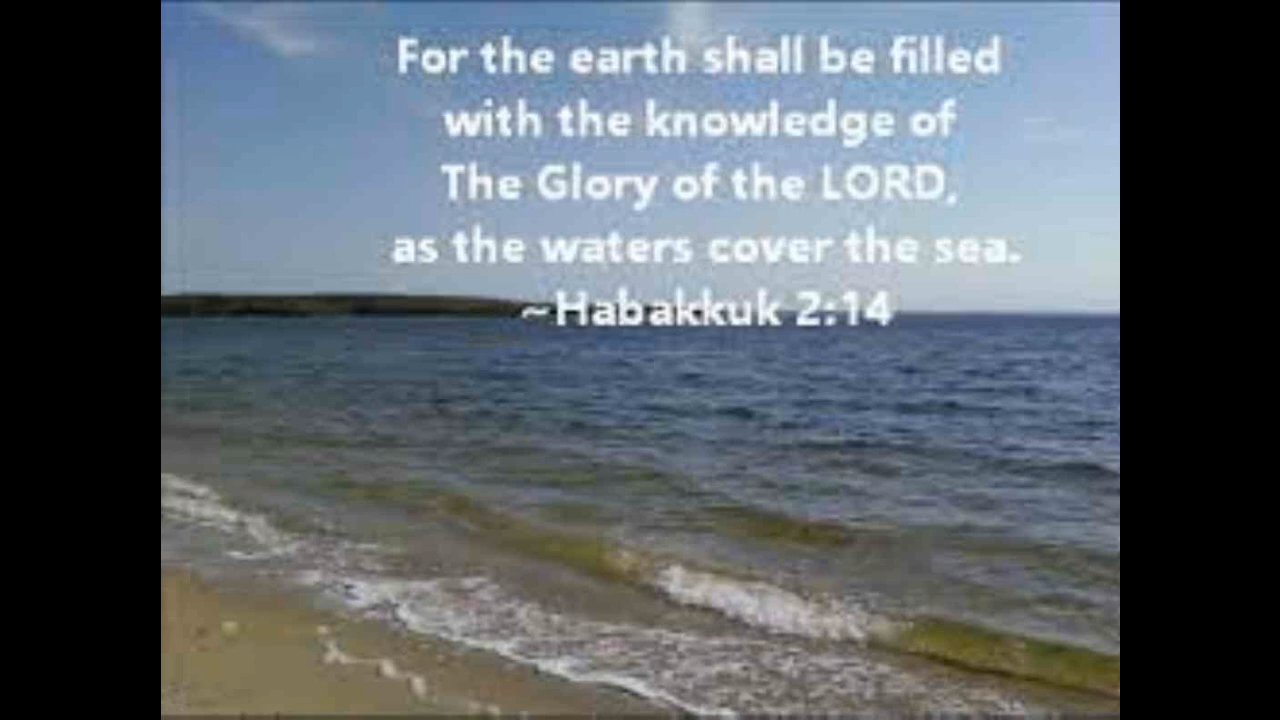 For the earth shall be filled
with the knowledge of
The Glory of the LORD,
as the waters cover the sea.
~Habakkuk 2:14